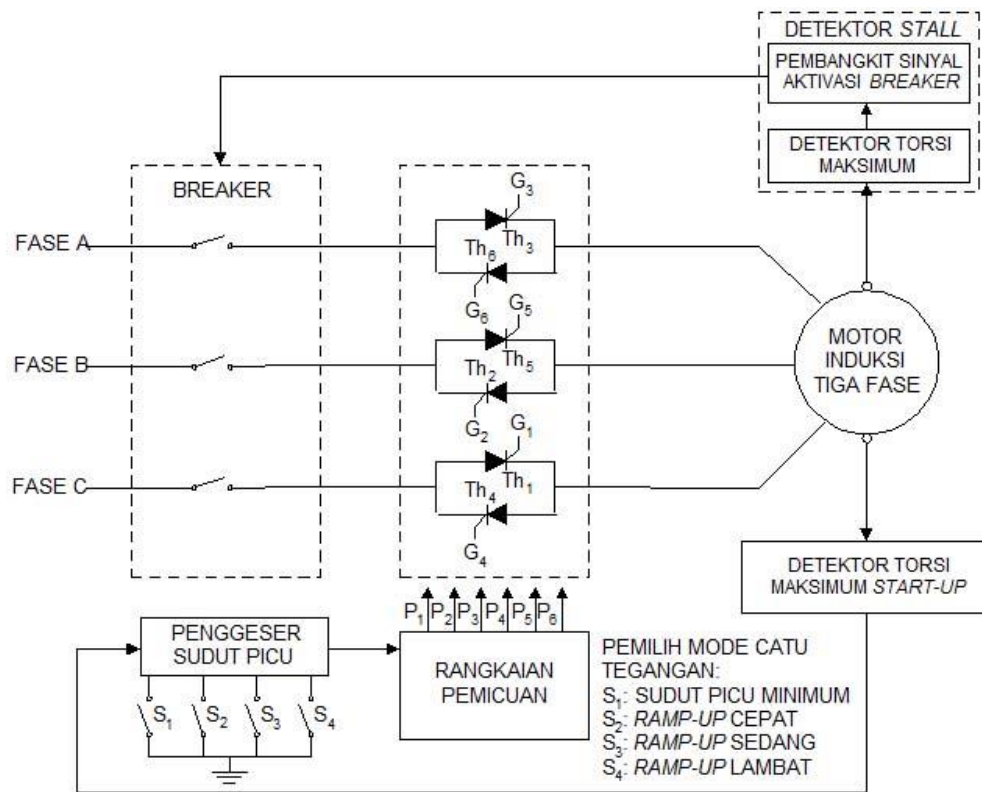 DETEKTOR STALL
PEMBANGKIT SINYAL
AKTIVASI BREAKER
DETEKTOR TORSI
MAKSIMUM
BREAKER
G₃
FASE A
Th₆
Th₃
G₆
G₅
FASE B
Th₂
Th₅
G₂
G₁
FASE C
Th₄
Th₁
G₄
MOTOR
INDUKSI
TIGA FASE
DETEKTOR TORSI
MAKSIMUM START-UP
P₁ P₂ P₃ P₄ P₅ P₆
PENGGESER
SUDUT PICU
RANGKAIAN
PEMICUAN
S₁ S₂ S₃ S₄
PEMILIH MODE CATU
TEGANGAN:
S₁: SUDUT PICU MINIMUM
S₂: RAMP-UP CEPAT
S₃: RAMP-UP SEDANG
S₄: RAMP-UP LAMBAT